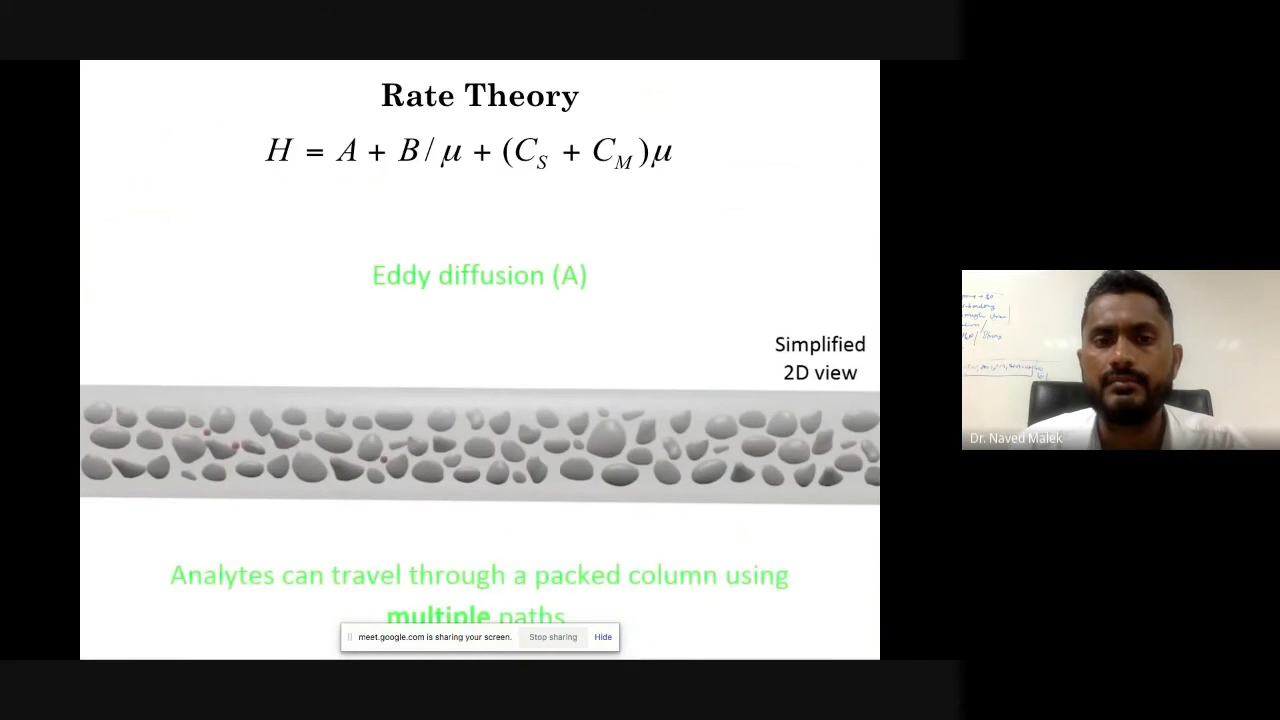 Rate Theory
H = A + B / μ + (C_S + C_M)μ
Eddy diffusion (A)
Simplified
2D view
Analytes can travel through a packed column using
multiple paths
meet.google.com is sharing your screen. Stop sharing Hide
Dr. Naved Malek